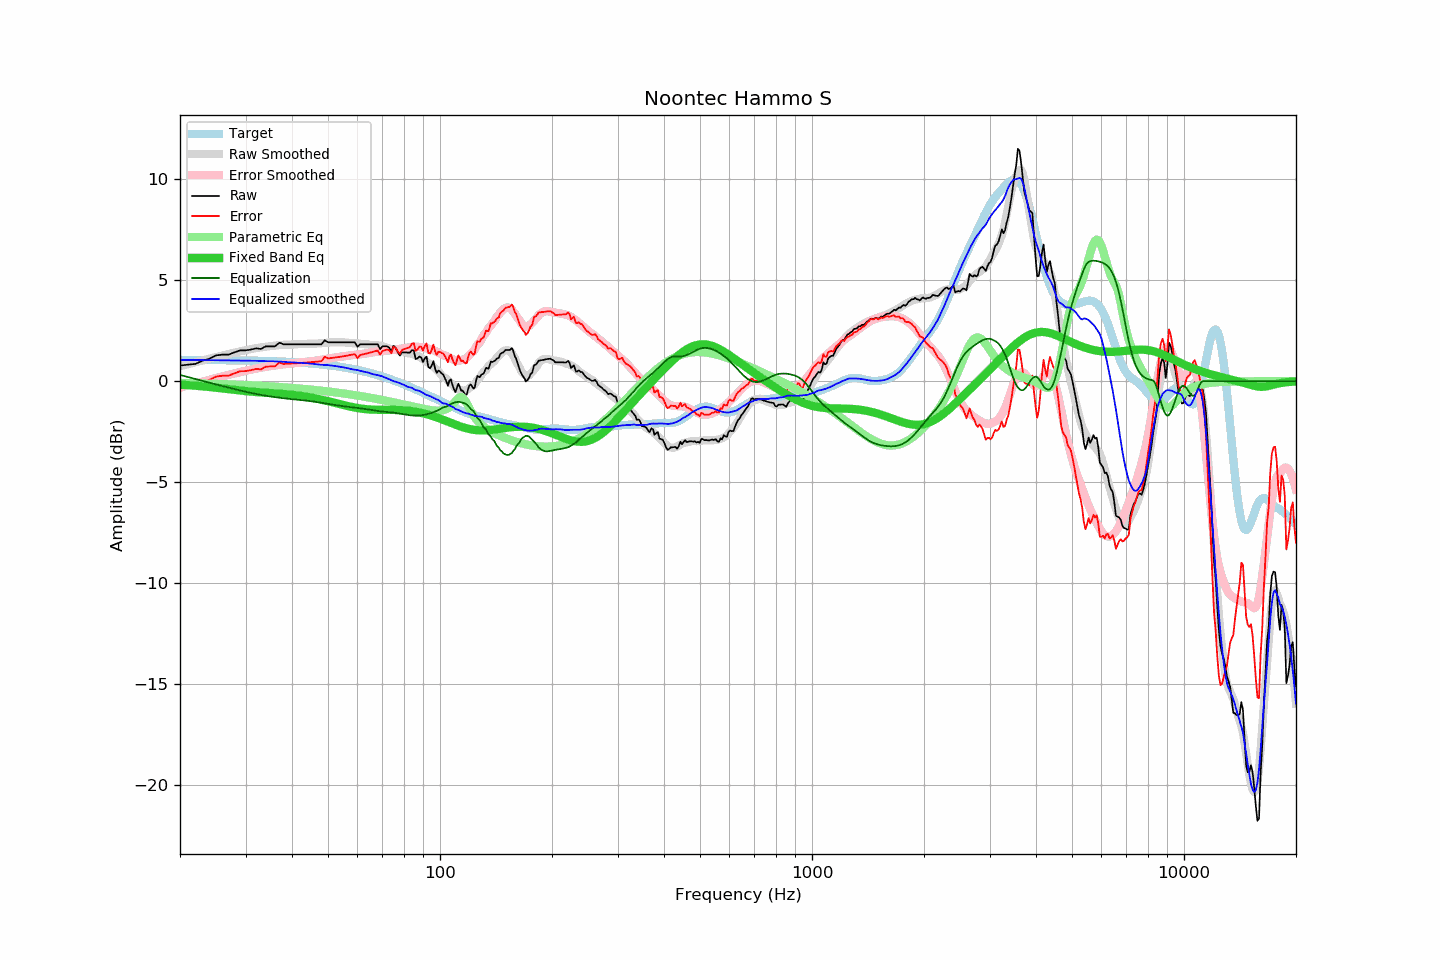 Noontec Hammo S
Target
Raw Smoothed
Error Smoothed
Raw
Error
Parametric Eq
Fixed Band Eq
Equalization
Equalized smoothed
10
5
0
−5
−10
−15
−20
Amplitude (dBr)
100
1000
10000
Frequency (Hz)